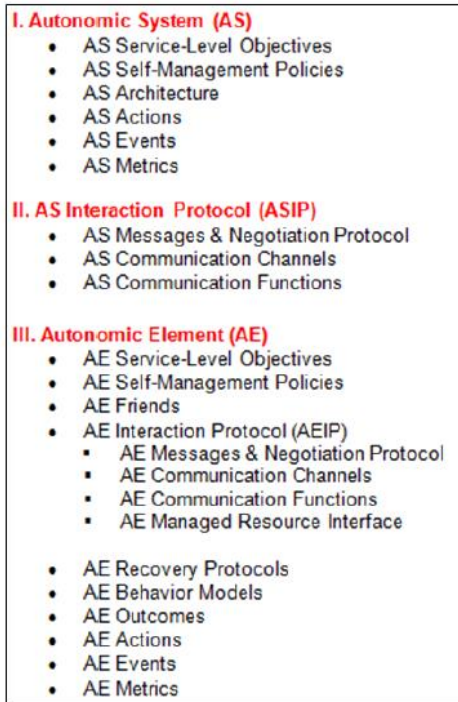 I. Autonomic System (AS)
• AS Service-Level Objectives
• AS Self-Management Policies
• AS Architecture
• AS Actions
• AS Events
• AS Metrics
II. AS Interaction Protocol (ASIP)
• AS Messages & Negotiation Protocol
• AS Communication Channels
• AS Communication Functions
III. Autonomic Element (AE)
• AE Service-Level Objectives
• AE Self-Management Policies
• AE Friends
• AE Interaction Protocol (AEIP)
▪ AE Messages & Negotiation Protocol
▪ AE Communication Channels
▪ AE Communication Functions
▪ AE Managed Resource Interface
• AE Recovery Protocols
• AE Behavior Models
• AE Outcomes
• AE Actions
• AE Events
• AE Metrics